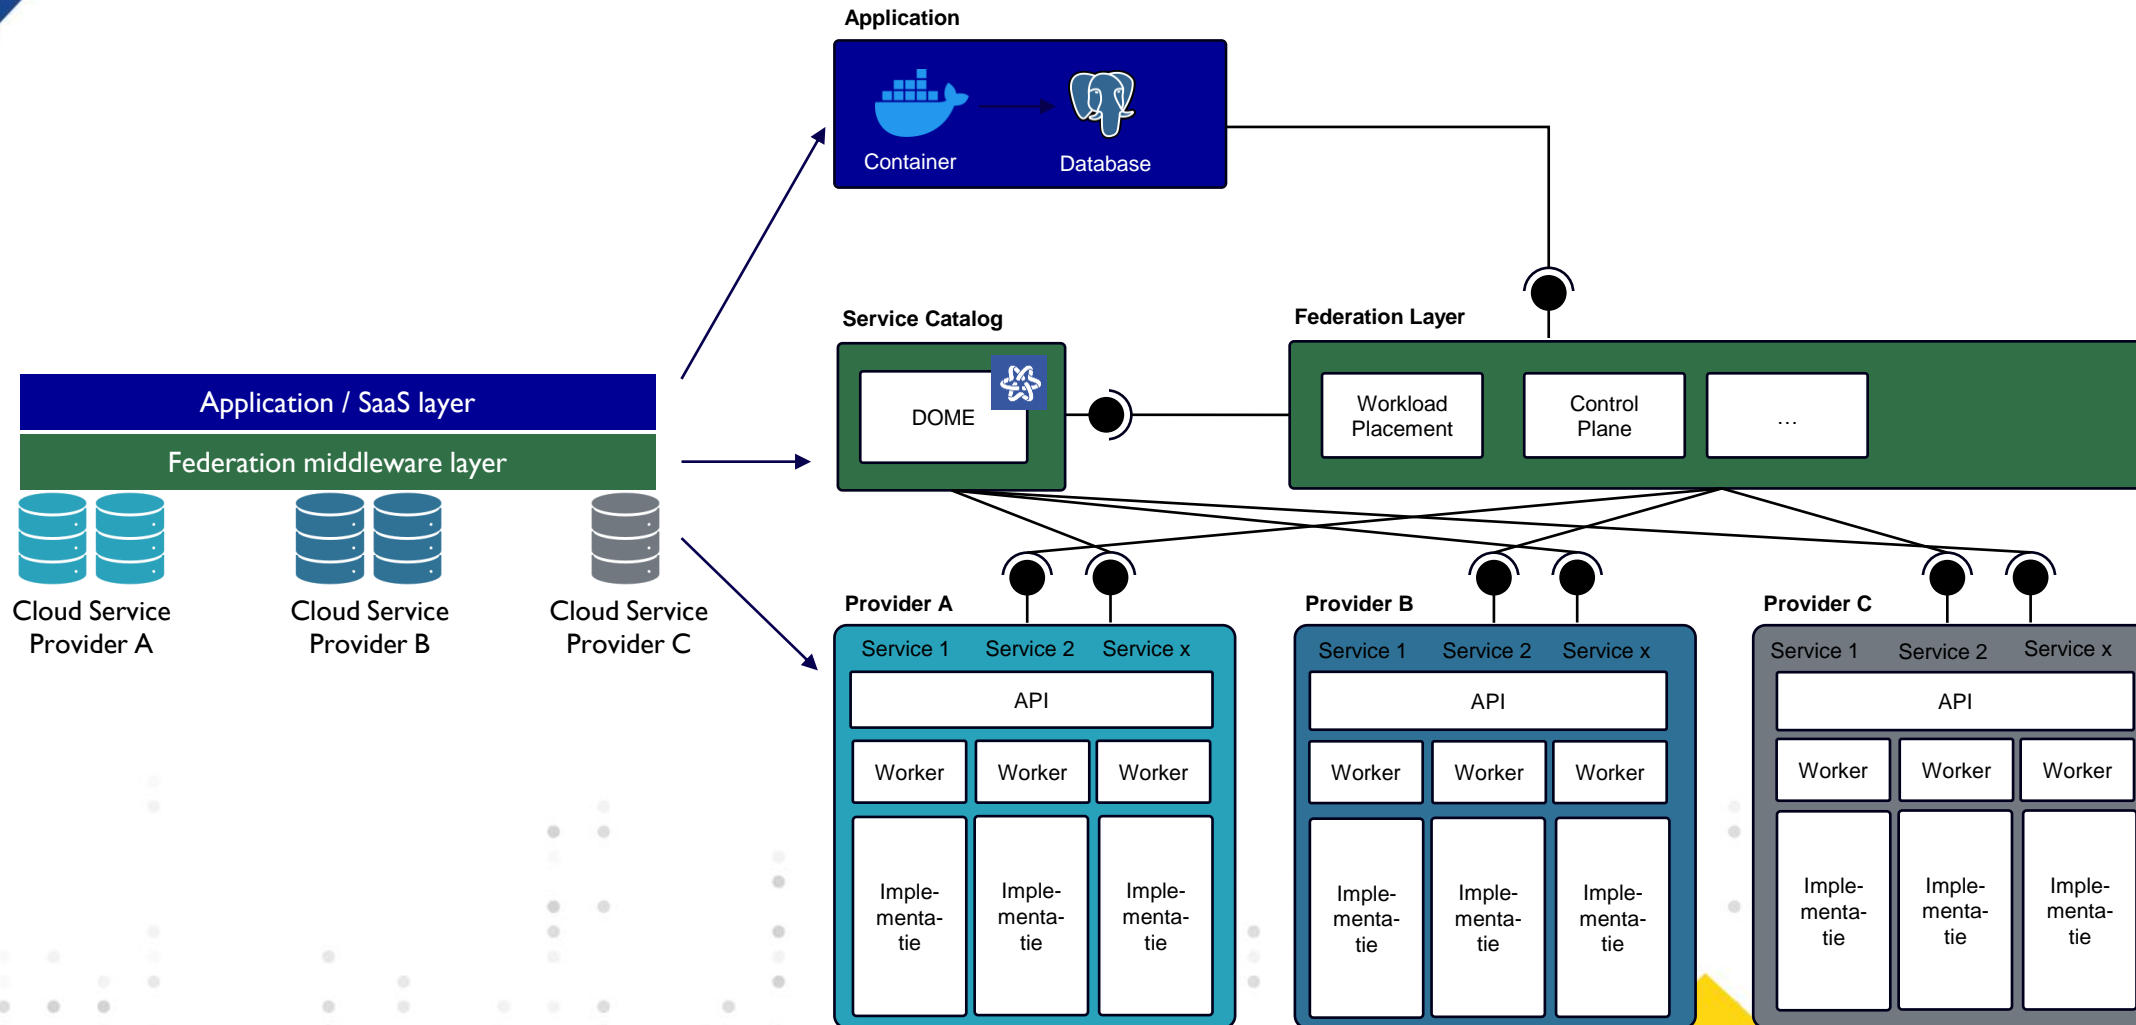 Application
Container
Database
Service Catalog
DOME
Federation Layer
Workload
Placement
Control
Plane
...
Application / SaaS layer
Federation middleware layer
Cloud Service
Provider A
Cloud Service
Provider B
Cloud Service
Provider C
Provider A
Service 1
Service 2
Service x
API
Worker
Worker
Worker
Imple-
menta-
tie
Imple-
menta-
tie
Imple-
menta-
tie
Provider B
Service 1
Service 2
Service x
API
Worker
Worker
Worker
Imple-
menta-
tie
Imple-
menta-
tie
Imple-
menta-
tie
Provider C
Service 1
Service 2
Service x
API
Worker
Worker
Worker
Imple-
menta-
tie
Imple-
menta-
tie
Imple-
menta-
tie